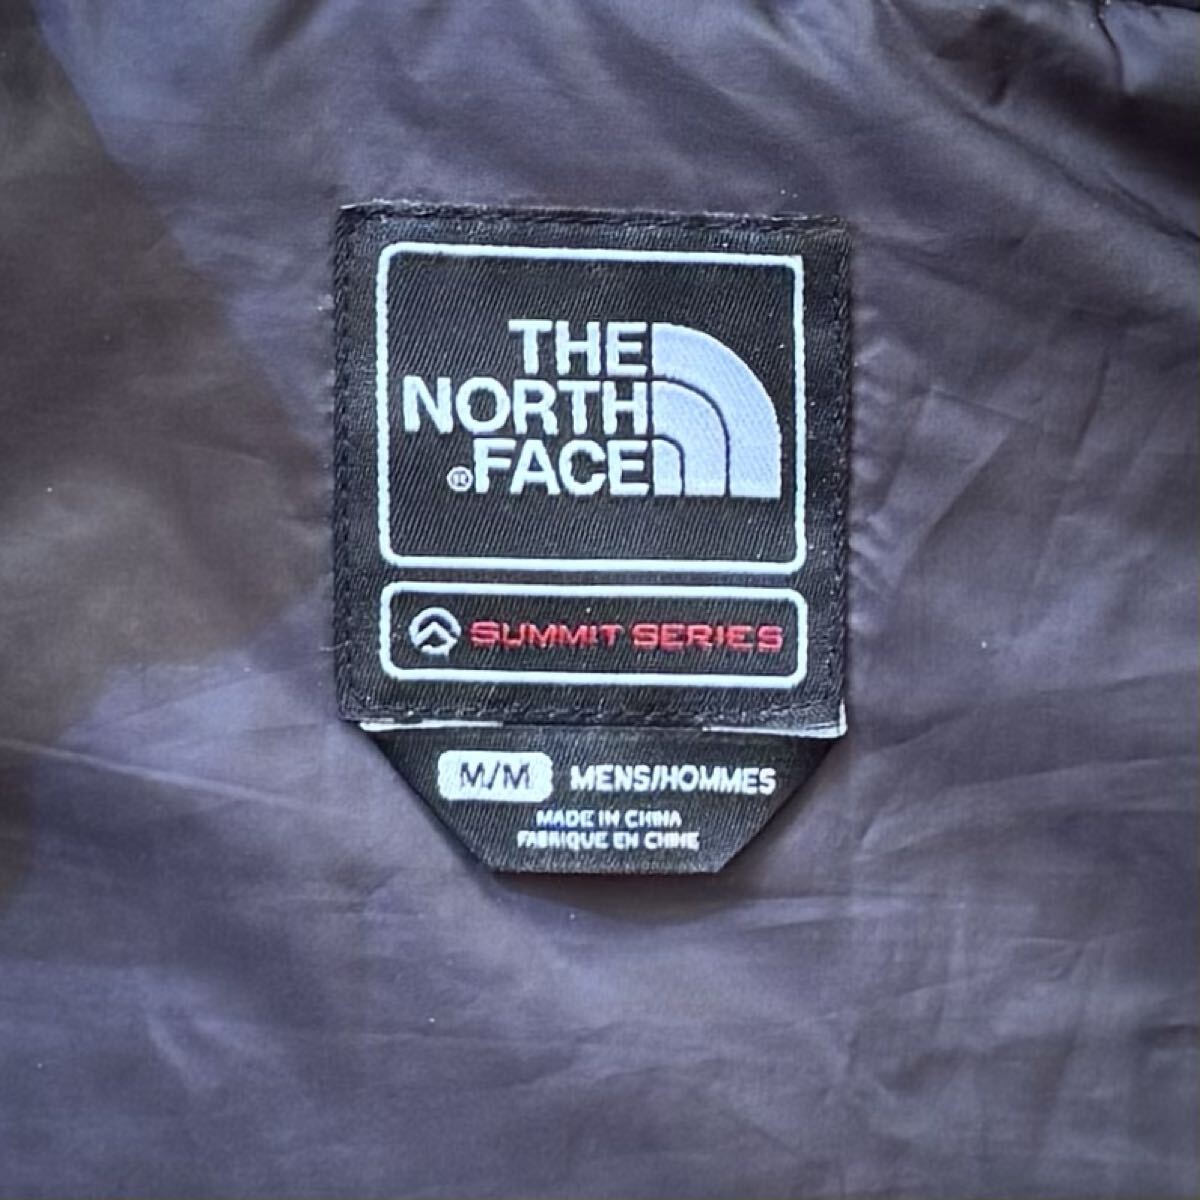 THE
NORTH
®FACE
SUMMIT SERIES
M/M MENS/HOMMES
MADE IN CHINA
FABRIQUE EN CHINE